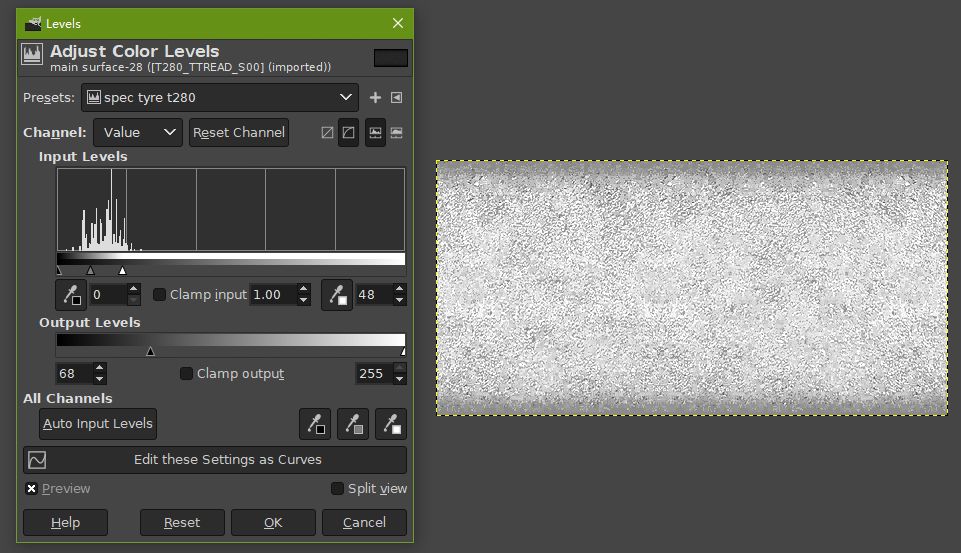 Levels
Adjust Color Levels
main surface-28 ([T280_TTREAD_S00] (imported))
Presets: spec tyre t280
Channel: Value Reset Channel
Input Levels
0 Clamp input 1.00 48
Output Levels
68 Clamp output 255
All Channels
Auto Input Levels
Edit these Settings as Curves
Preview Split view
Help Reset OK Cancel